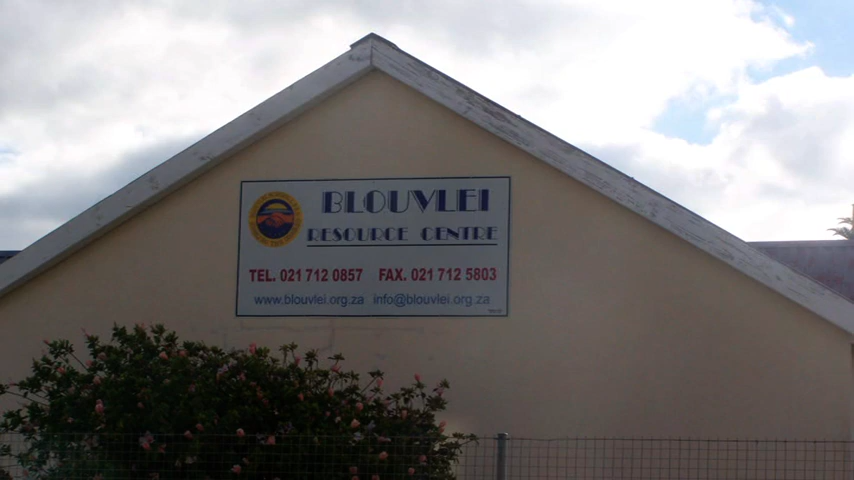 BLOUVLEI
RESOURCE CENTRE
TEL. 021 712 0857 FAX. 021 712 5803
www.blouvlei.org.za info@blouvlei.org.za